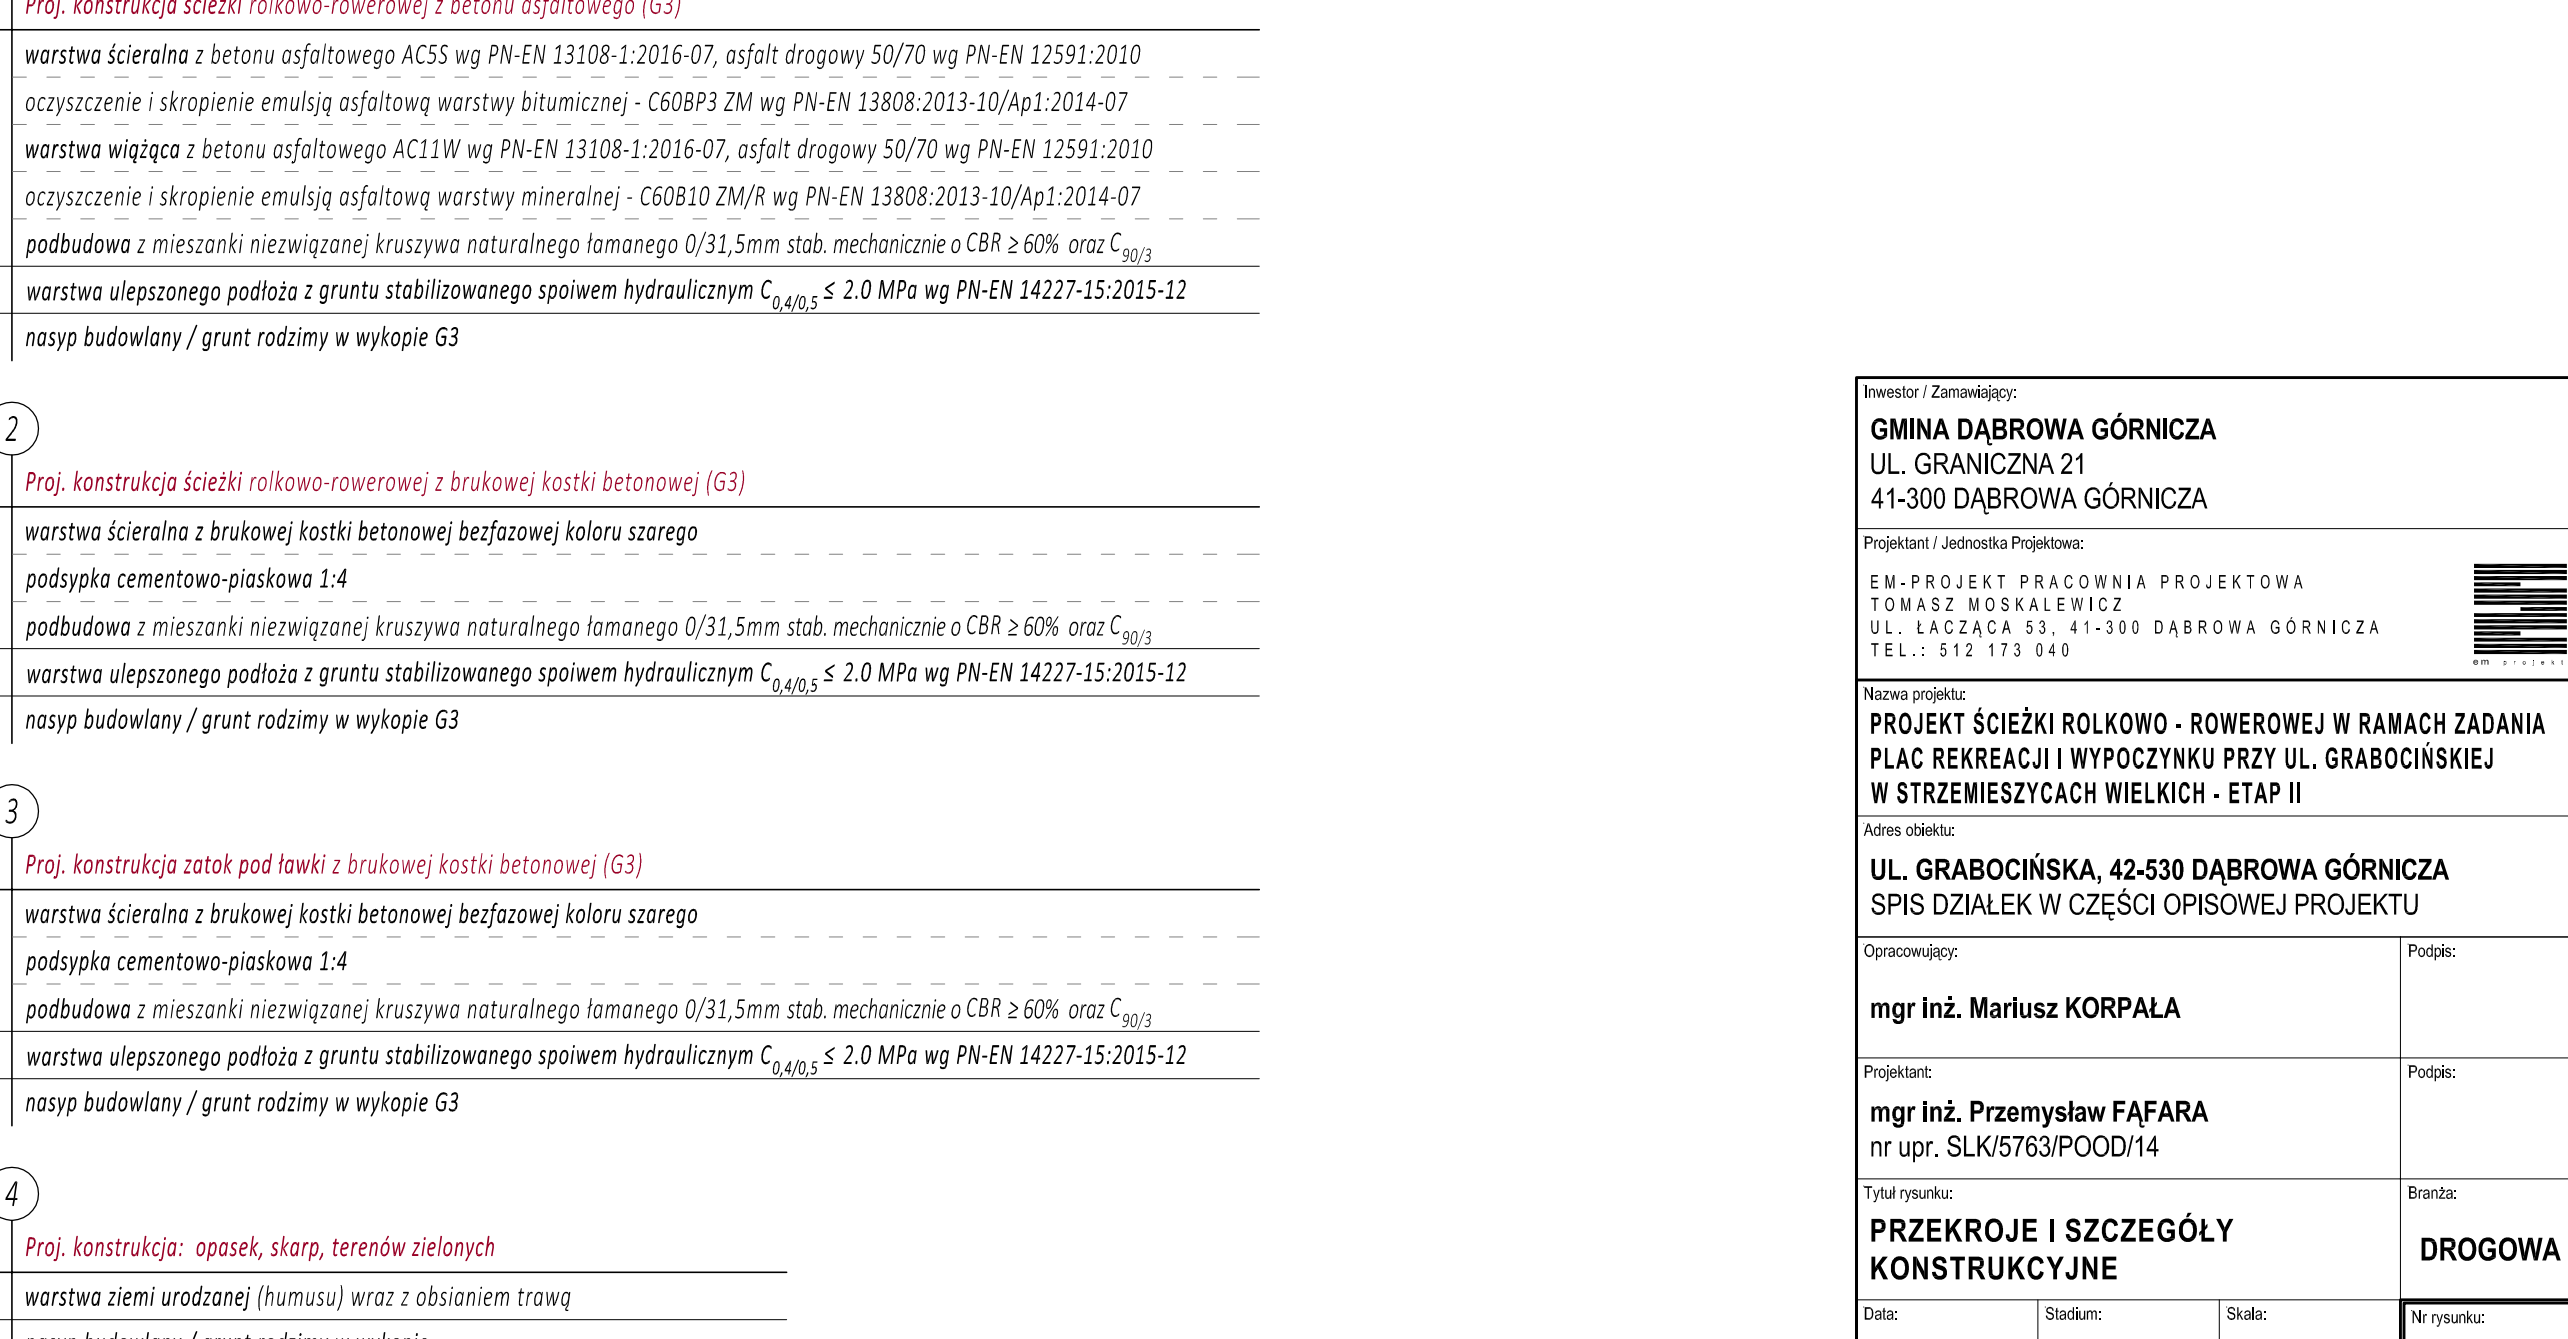 Proj. konstrukcja ścieżki rolkowo-rowerowej z betonu asfaltowego (G3)
warstwa ścieralna z betonu asfaltowego AC5S wg PN-EN 13108-1:2016-07, asfalt drogowy 50/70 wg PN-EN 12591:2010
oczyszczenie i skropienie emulsją asfaltową warstwy bitumicznej - C60BP3 ZM wg PN-EN 13808:2013-10/Ap1:2014-07
warstwa wiążąca z betonu asfaltowego AC11W wg PN-EN 13108-1:2016-07, asfalt drogowy 50/70 wg PN-EN 12591:2010
oczyszczenie i skropienie emulsją asfaltową warstwy mineralnej - C60B10 ZM/R wg PN-EN 13808:2013-10/Ap1:2014-07
podbudowa z mieszanki niezwiązanej kruszywa naturalnego łamanego 0/31,5mm stab. mechanicznie o CBR ≥ 60% oraz C90/3
warstwa ulepszonego podłoża z gruntu stabilizowanego spoiwem hydraulicznym C0,4/0,5 ≤ 2.0 MPa wg PN-EN 14227-15:2015-12
nasyp budowlany / grunt rodzimy w wykopie G3
2
Proj. konstrukcja ścieżki rolkowo-rowerowej z brukowej kostki betonowej (G3)
warstwa ścieralna z brukowej kostki betonowej bezfazowej koloru szarego
podsypka cementowo-piaskowa 1:4
podbudowa z mieszanki niezwiązanej kruszywa naturalnego łamanego 0/31,5mm stab. mechanicznie o CBR ≥ 60% oraz C90/3
warstwa ulepszonego podłoża z gruntu stabilizowanego spoiwem hydraulicznym C0,4/0,5 ≤ 2.0 MPa wg PN-EN 14227-15:2015-12
nasyp budowlany / grunt rodzimy w wykopie G3
3
Proj. konstrukcja zatok pod ławki z brukowej kostki betonowej (G3)
warstwa ścieralna z brukowej kostki betonowej bezfazowej koloru szarego
podsypka cementowo-piaskowa 1:4
podbudowa z mieszanki niezwiązanej kruszywa naturalnego łamanego 0/31,5mm stab. mechanicznie o CBR ≥ 60% oraz C90/3
warstwa ulepszonego podłoża z gruntu stabilizowanego spoiwem hydraulicznym C0,4/0,5 ≤ 2.0 MPa wg PN-EN 14227-15:2015-12
nasyp budowlany / grunt rodzimy w wykopie G3
4
Proj. konstrukcja: opasek, skarp, terenów zielonych
warstwa ziemi urodzanej (humusu) wraz z obsianiem trawą
nasyp budowlany / grunt rodzimy w wykopie
Inwestor / Zamawiający:
GMINA DĄBROWA GÓRNICZA
UL. GRANICZNA 21
41-300 DĄBROWA GÓRNICZA
Projektant / Jednostka Projektowa:
EM-PROJEKT PRACOWNIA PROJEKTOWA
TOMASZ MOSKALEWICZ
UL. ŁACZĄCA 53, 41-300 DĄBROWA GÓRNICZA
TEL.: 512 173 040
em projekt
Nazwa projektu:
PROJEKT ŚCIEŻKI ROLKOWO - ROWEROWEJ W RAMACH ZADANIA
PLAC REKREACJI I WYPOCZYNKU PRZY UL. GRABOCIŃSKIEJ
W STRZEMIESZYCACH WIELKICH - ETAP II
Adres obiektu:
UL. GRABOCIŃSKA, 42-530 DĄBROWA GÓRNICZA
SPIS DZIAŁEK W CZĘŚCI OPISOWEJ PROJEKTU
Opracowujący:
Podpis:
mgr inż. Mariusz KORPAŁA
Projektant:
Podpis:
mgr inż. Przemysław FĄFARA
nr upr. SLK/5763/POOD/14
Tytuł rysunku:
Branża:
PRZEKROJE I SZCZEGÓŁY
KONSTRUKCYJNE
DROGOWA
Data:
Stadium:
Skala:
Nr rysunku: